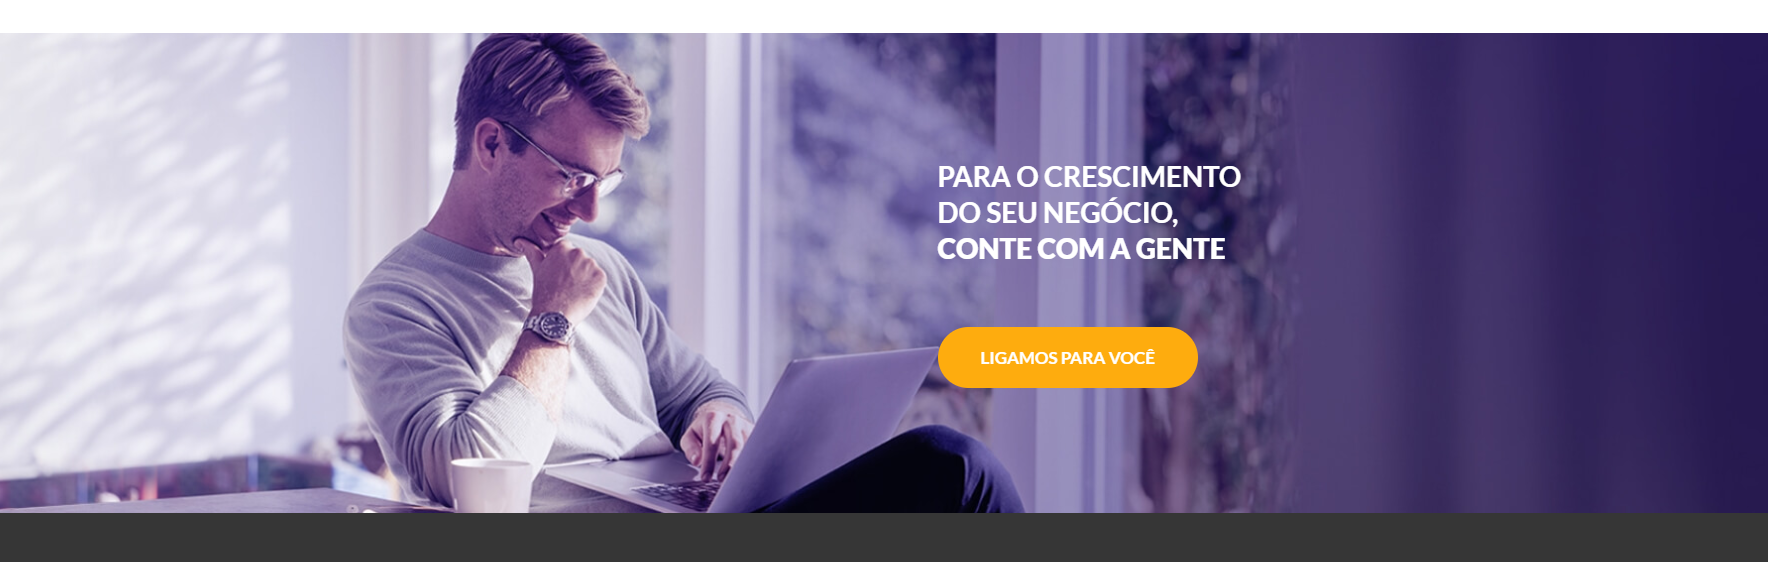 PARA O CRESCIMENTO
DO SEU NEGÓCIO,
CONTE COM A GENTE
LIGAMOS PARA VOCÊ